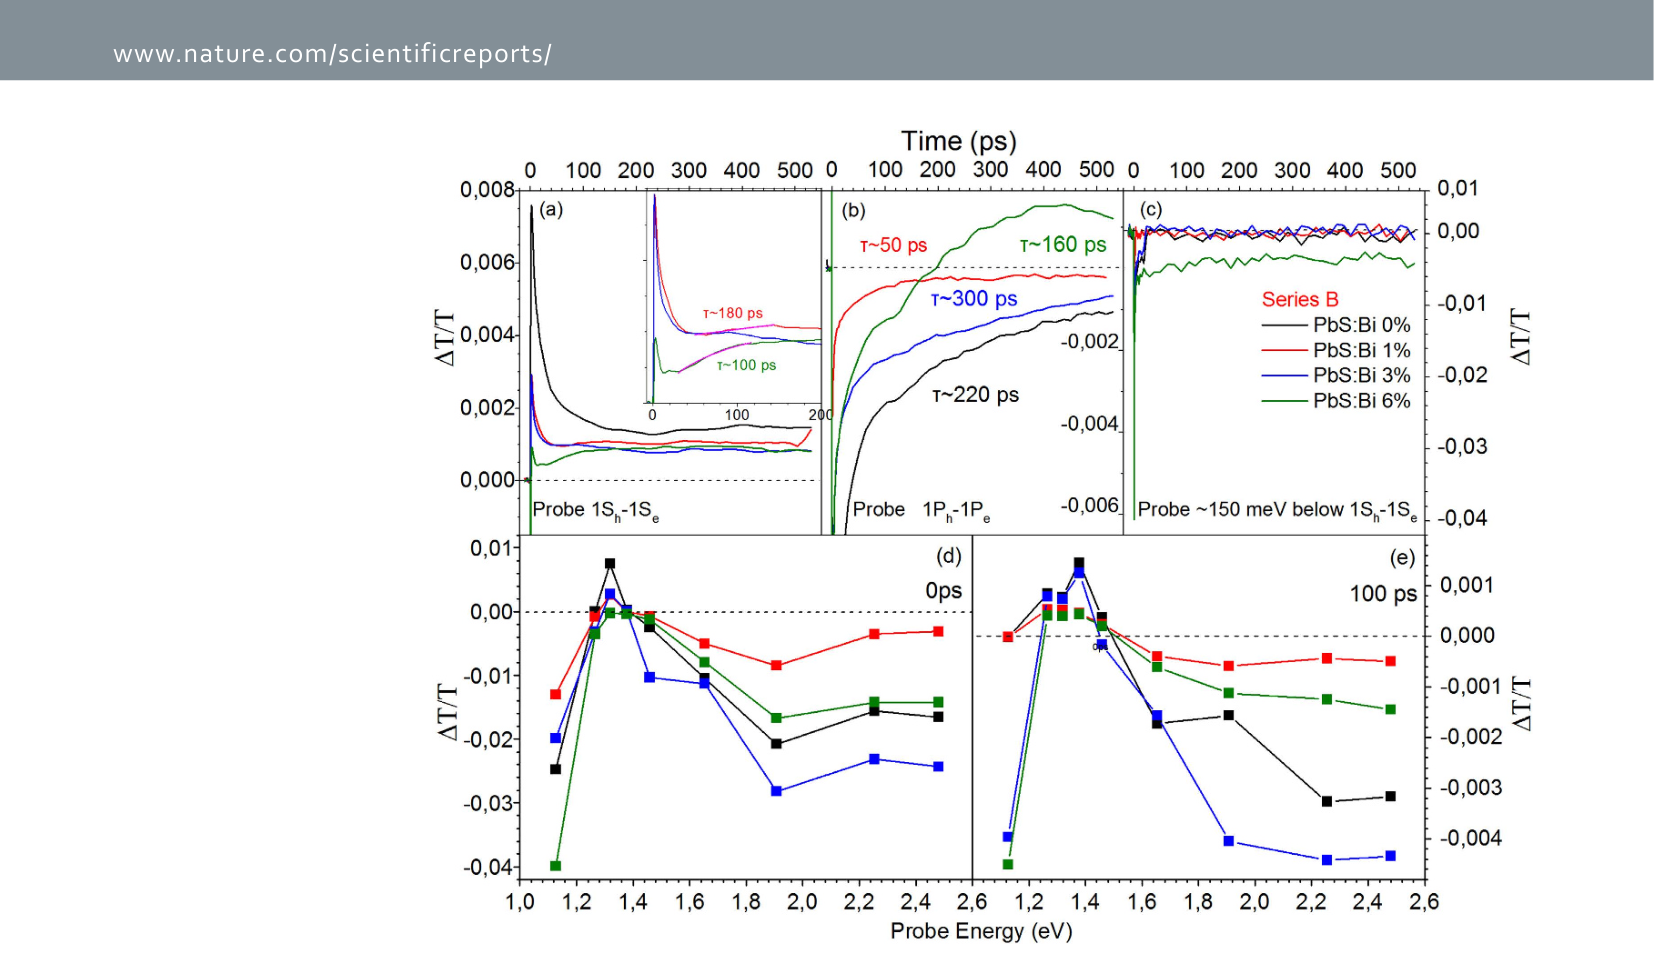 www.nature.com/scientificreports/
Time (ps)
0 100 200 300 400 500 0 100 200 300 400 500 0 100 200 300 400 500
0,008
0,006
0,004
0,002
0,000
ΔT/T
(a)
τ~180 ps
τ~100 ps
0 100 200
Probe 1Sh-1Se
(b)
τ~50 ps
τ~160 ps
τ~300 ps
τ~220 ps
-0,002
-0,004
-0,006
Probe 1Ph-1Pe
(c)
Series B
PbS:Bi 0%
PbS:Bi 1%
PbS:Bi 3%
PbS:Bi 6%
Probe ~150 meV below 1Sh-1Se
0,01
0,00
-0,01
-0,02
-0,03
-0,04
ΔT/T
0,01
0,00
-0,01
-0,02
-0,03
-0,04
ΔT/T
(d)
0ps
(e)
100 ps
0,001
0,000
-0,001
-0,002
-0,003
-0,004
ΔT/T
1,0 1,2 1,4 1,6 1,8 2,0 2,2 2,4 2,6 1,2 1,4 1,6 1,8 2,0 2,2 2,4 2,6
Probe Energy (eV)